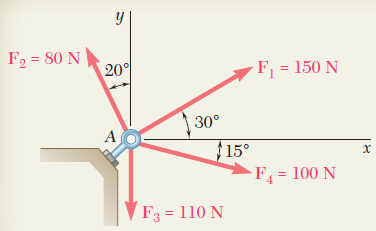 y
F₂ = 80 N
20°
F₁ = 150 N
30°
A
15°
x
F₄ = 100 N
F₃ = 110 N